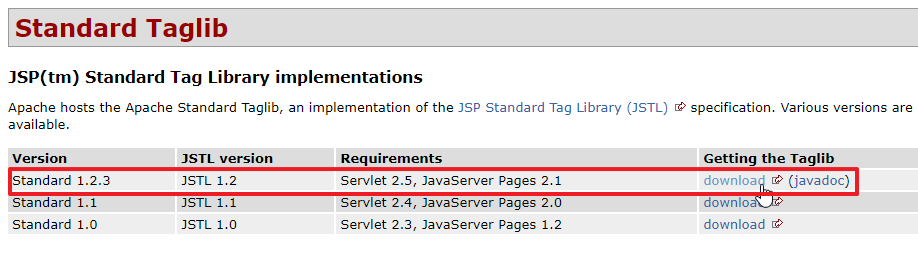 Standard Taglib
JSP(tm) Standard Tag Library implementations
Apache hosts the Apache Standard Taglib, an implementation of the JSP Standard Tag Library (JSTL) specification. Various versions are
available.
Version JSTL version Requirements Getting the Taglib
Standard 1.2.3 JSTL 1.2 Servlet 2.5, JavaServer Pages 2.1 download (javadoc)
Standard 1.1 JSTL 1.1 Servlet 2.4, JavaServer Pages 2.0 download
Standard 1.0 JSTL 1.0 Servlet 2.3, JavaServer Pages 1.2 download